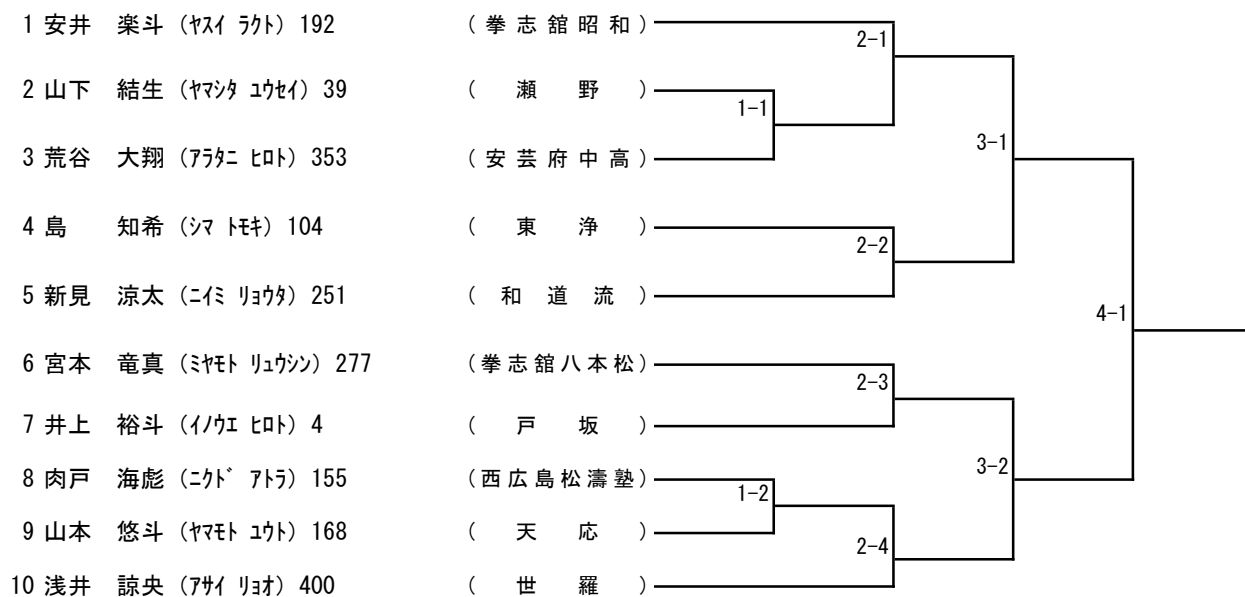 1 安井 楽斗 (ﾔｽｲ ﾗｸﾄ) 192 (拳志舘昭和)
2-1
2 山下 結生 (ﾔﾏｼﾀ ﾕｳｾｲ) 39 (瀬野)
1-1
3 荒谷 大翔 (ｱﾗﾀﾆ ﾋﾛﾄ) 353 (安芸府中高)
3-1
4 島 知希 (ｼﾏ ﾄﾓｷ) 104 (東浄)
2-2
5 新見 涼太 (ﾆｲﾐ ﾘｮｳﾀ) 251 (和道流)
4-1
6 宮本 竜真 (ﾐﾔﾓﾄ ﾘｭｳｼﾝ) 277 (拳志舘八本松)
2-3
7 井上 裕斗 (ｲﾉｳｴ ﾋﾛﾄ) 4 (戸坂)
3-2
8 肉戸 海彪 (ﾆｸﾄﾞ ｱﾄﾗ) 155 (西広島松濤塾)
1-2
9 山本 悠斗 (ﾔﾏﾓﾄ ﾕｳﾄ) 168 (天応)
2-4
10 浅井 諒央 (ｱｻｲ ﾘｮｵ) 400 (世羅)